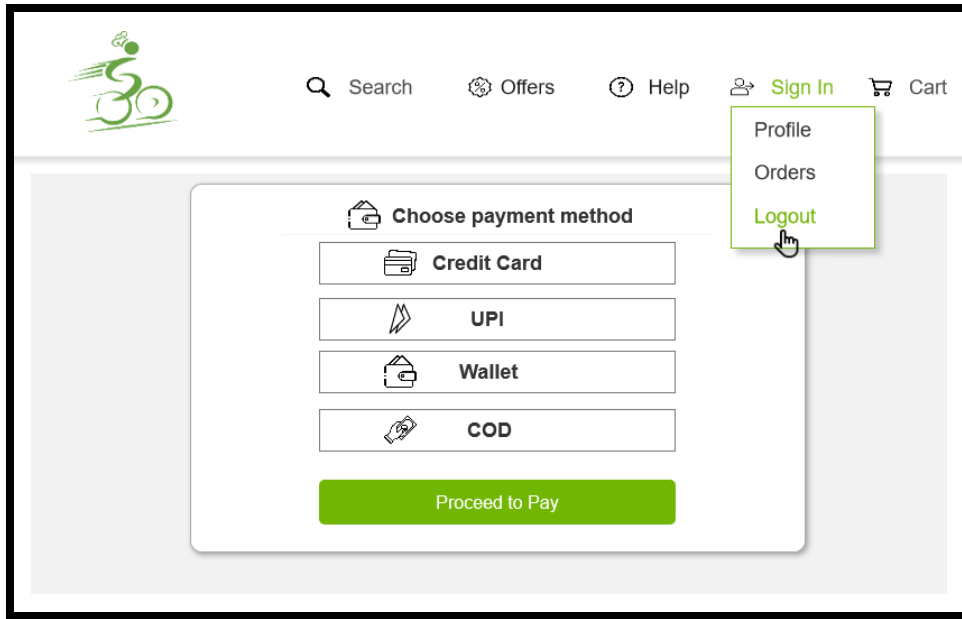 Search Offers Help Sign In Cart
Profile
Orders
Logout
Choose payment method
Credit Card
UPI
Wallet
COD
Proceed to Pay